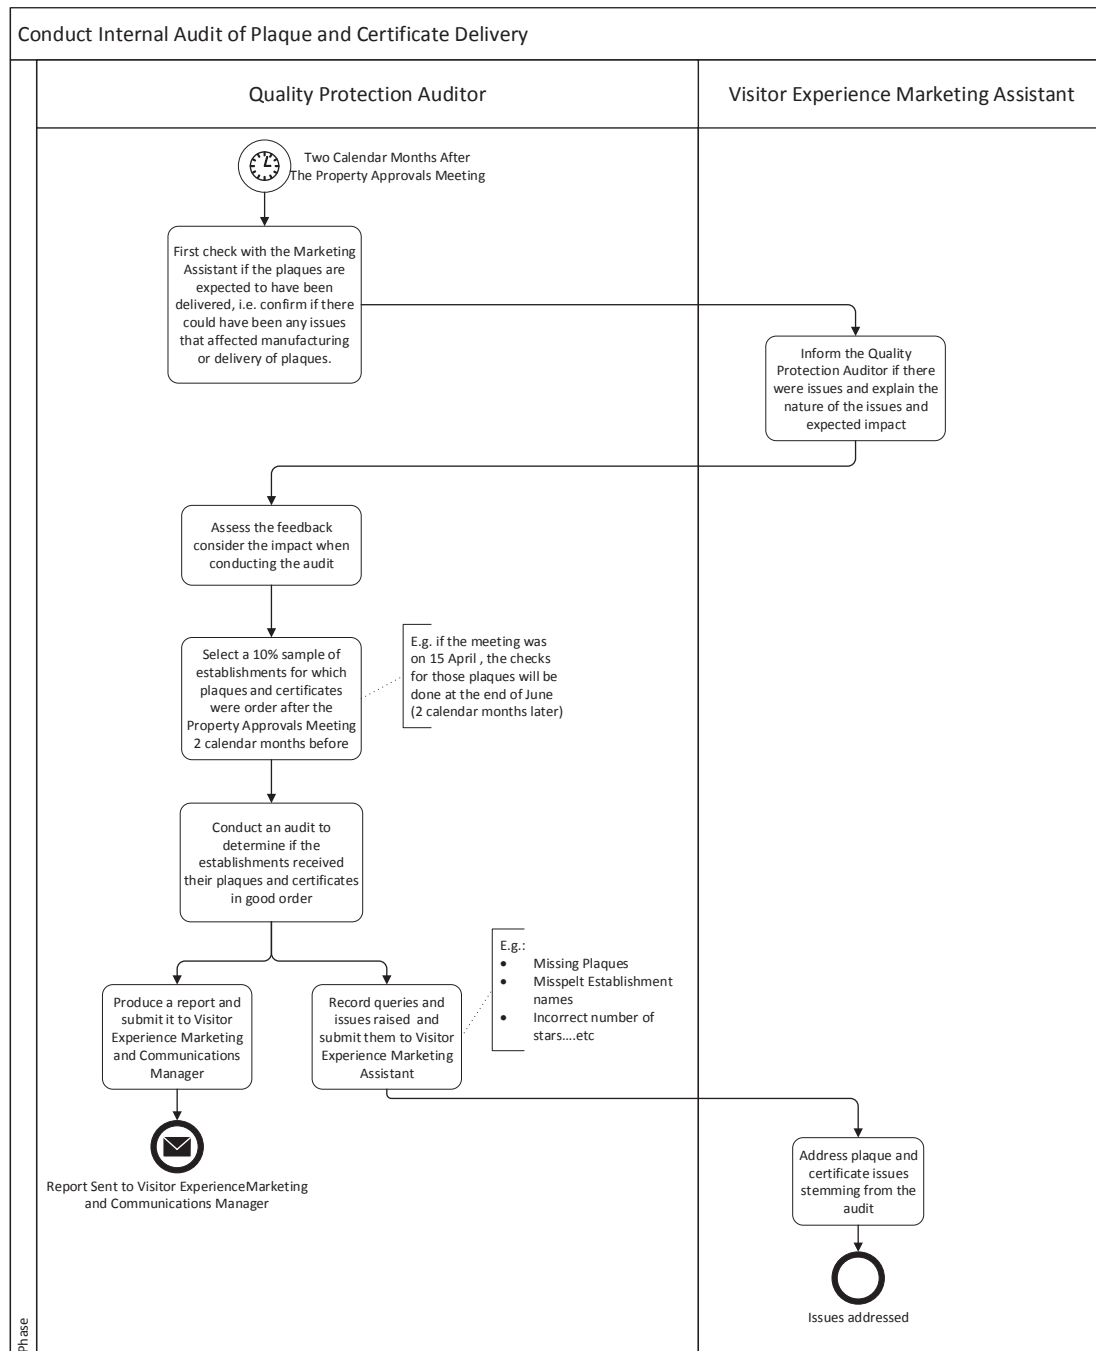 Conduct Internal Audit of Plaque and Certificate Delivery
Quality Protection Auditor
Visitor Experience Marketing Assistant
Two Calendar Months After
The Property Approvals Meeting
First check with the Marketing
Assistant if the plaques are
expected to have been
delivered, i.e. confirm if there
could have been any issues
that affected manufacturing
or delivery of plaques.
Inform the Quality
Protection Auditor if there
were issues and explain the
nature of the issues and
expected impact
Assess the feedback
consider the impact when
conducting the audit
Select a 10% sample of
establishments for which
plaques and certificates
were order after the
Property Approvals Meeting
2 calendar months before
E.g. if the meeting was
on 15 April , the checks
for those plaques will be
done at the end of June
(2 calendar months later)
Conduct an audit to
determine if the
establishments received
their plaques and certificates
in good order
E.g.:
• Missing Plaques
• Misspelt Establishment
names
• Incorrect number of
stars....etc
Produce a report and
submit it to Visitor
Experience Marketing
and Communications
Manager
Record queries and
issues raised and
submit them to Visitor
Experience Marketing
Assistant
Report Sent to Visitor ExperienceMarketing
and Communications Manager
Address plaque and
certificate issues
stemming from the
audit
Issues addressed
Phase